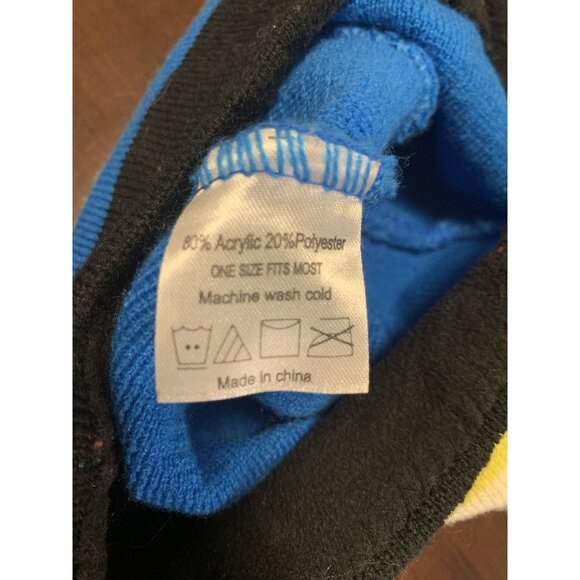 80% Acrylic 20%Polyester
ONE SIZE FITS MOST
Machine wash cold
Made in china